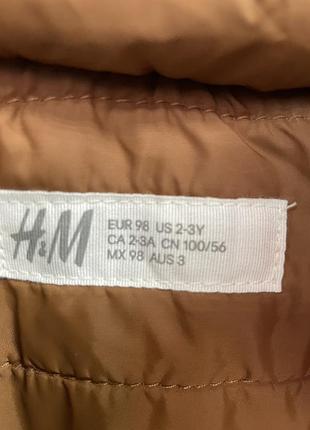 H&M
EUR 98 US 2-3Y
CA 2-3A CN 100/56
MX 98 AUS 3